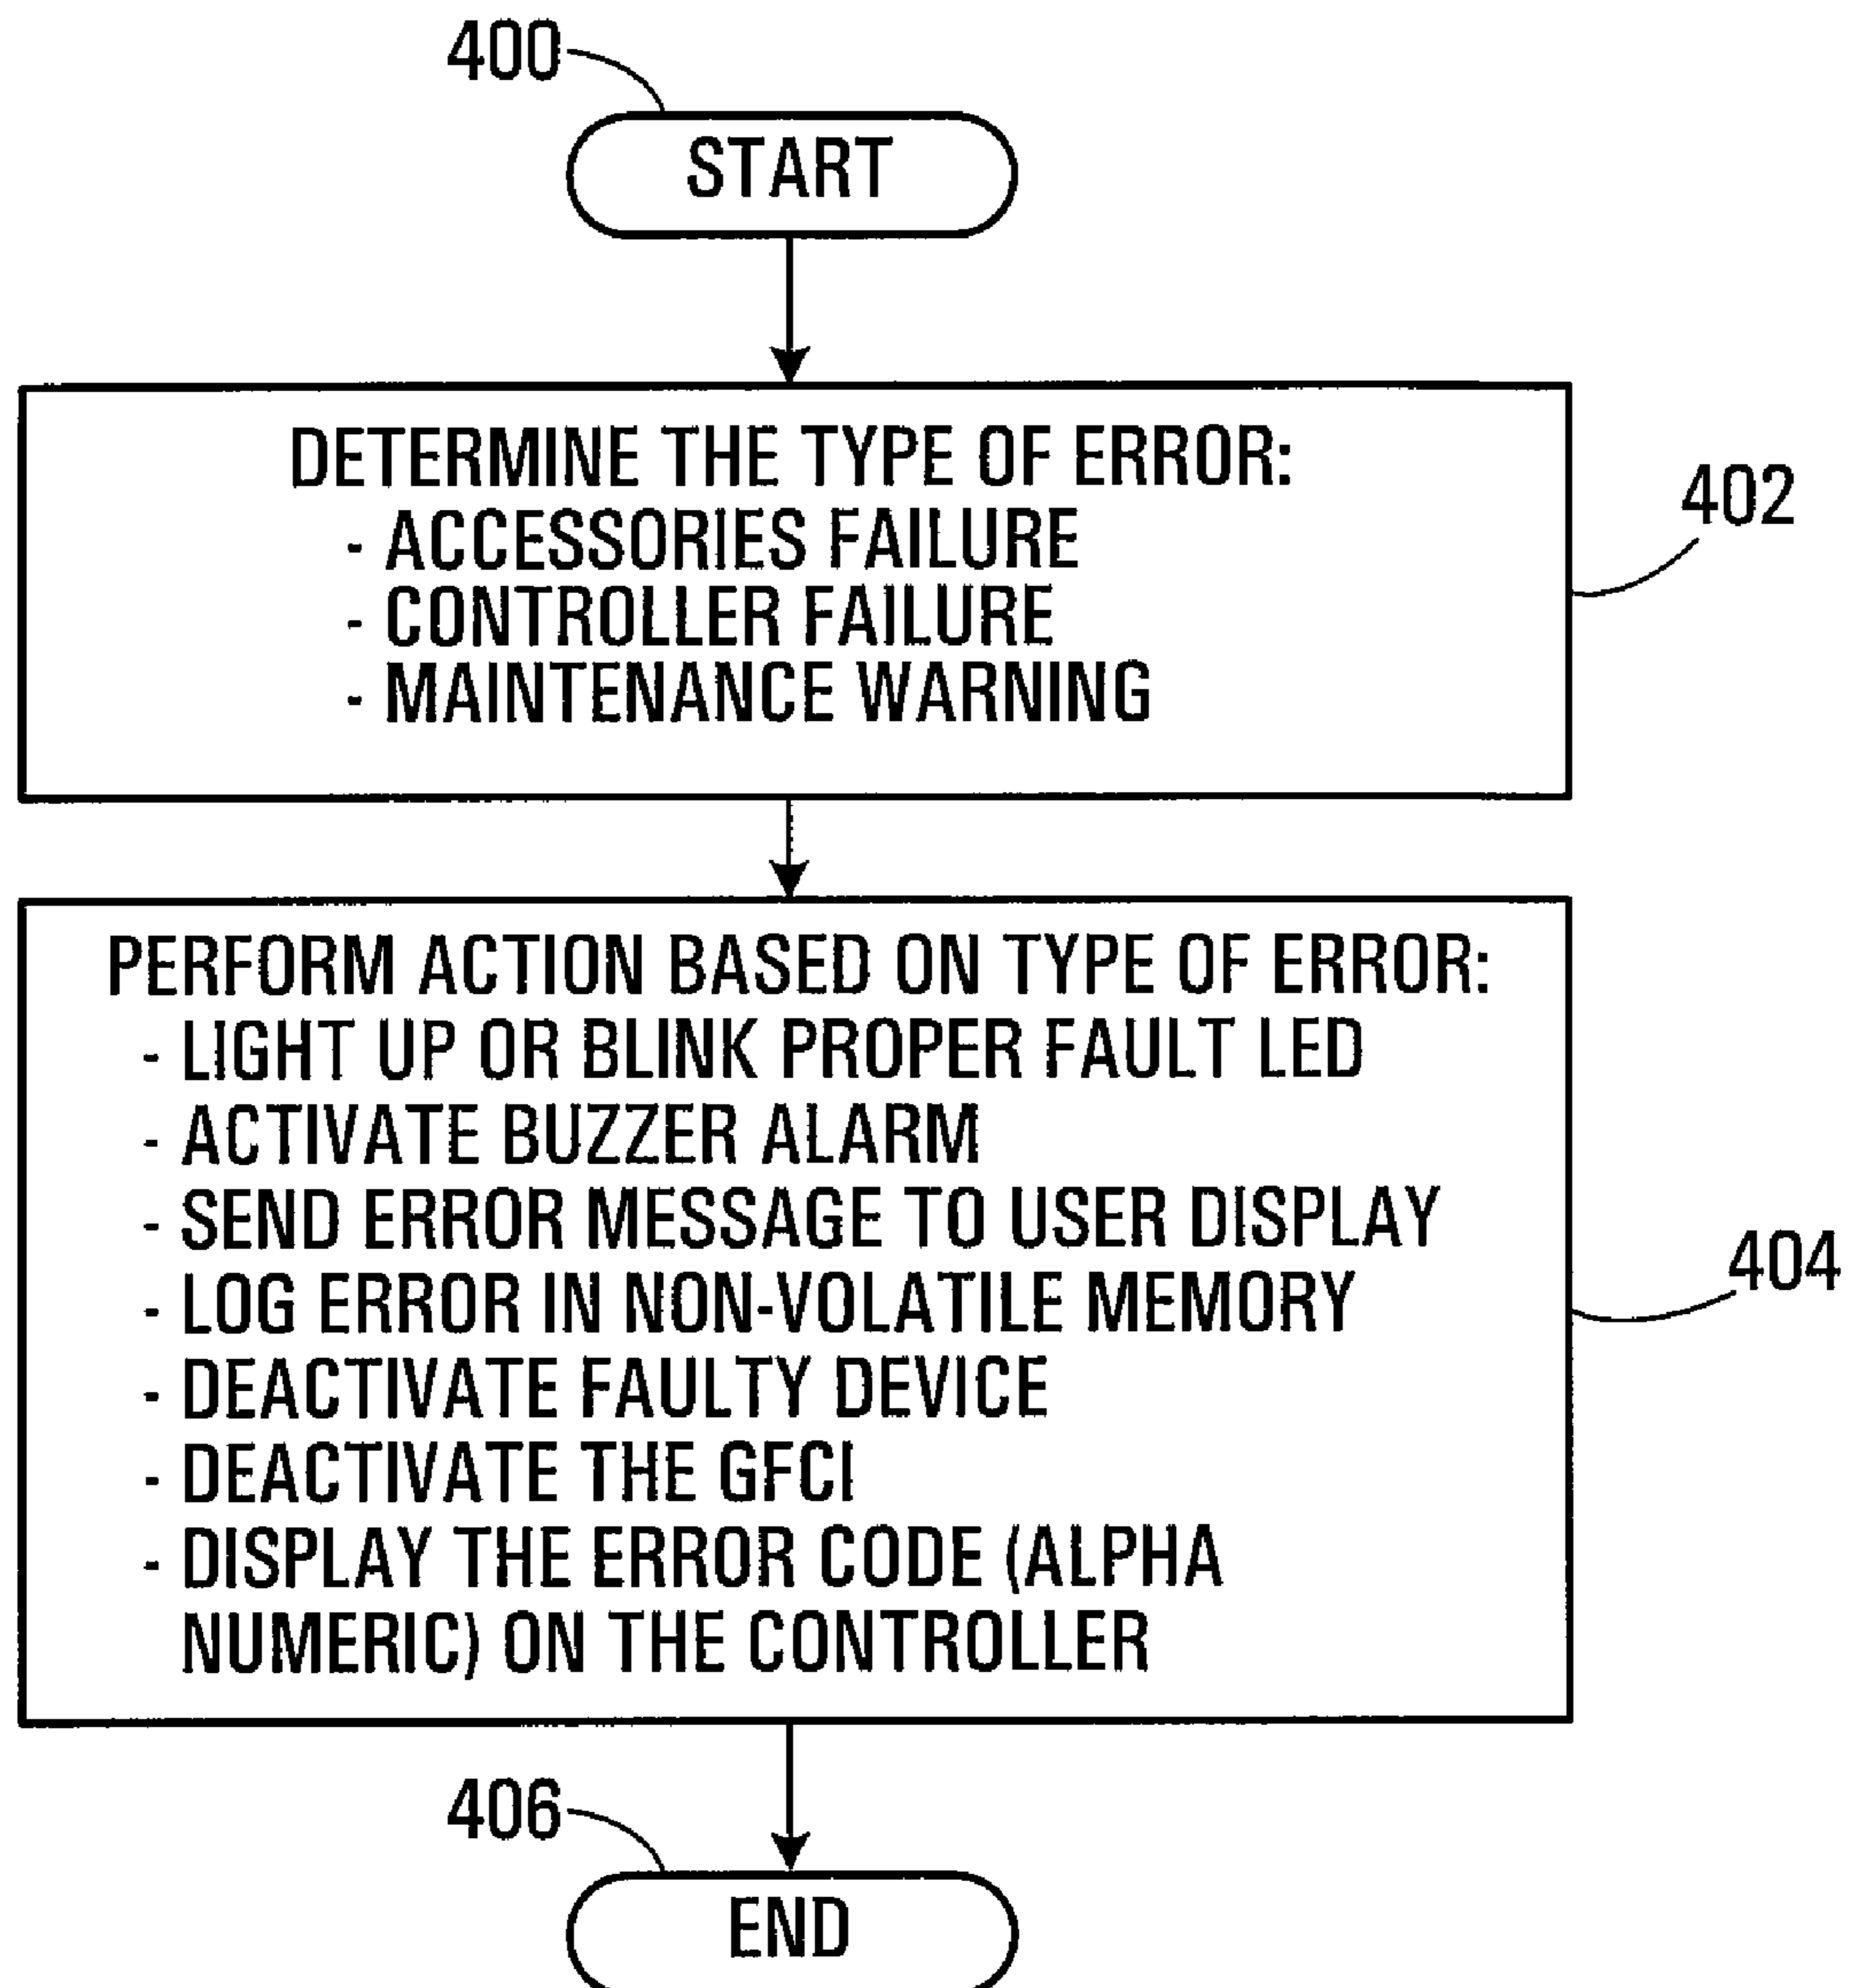 400
START
DETERMINE THE TYPE OF ERROR:
- ACCESSORIES FAILURE
- CONTROLLER FAILURE
- MAINTENANCE WARNING
402
PERFORM ACTION BASED ON TYPE OF ERROR:
- LIGHT UP OR BLINK PROPER FAULT LED
- ACTIVATE BUZZER ALARM
- SEND ERROR MESSAGE TO USER DISPLAY
- LOG ERROR IN NON-VOLATILE MEMORY
- DEACTIVATE FAULTY DEVICE
- DEACTIVATE THE GFCI
- DISPLAY THE ERROR CODE (ALPHA
NUMERIC) ON THE CONTROLLER
404
406
END